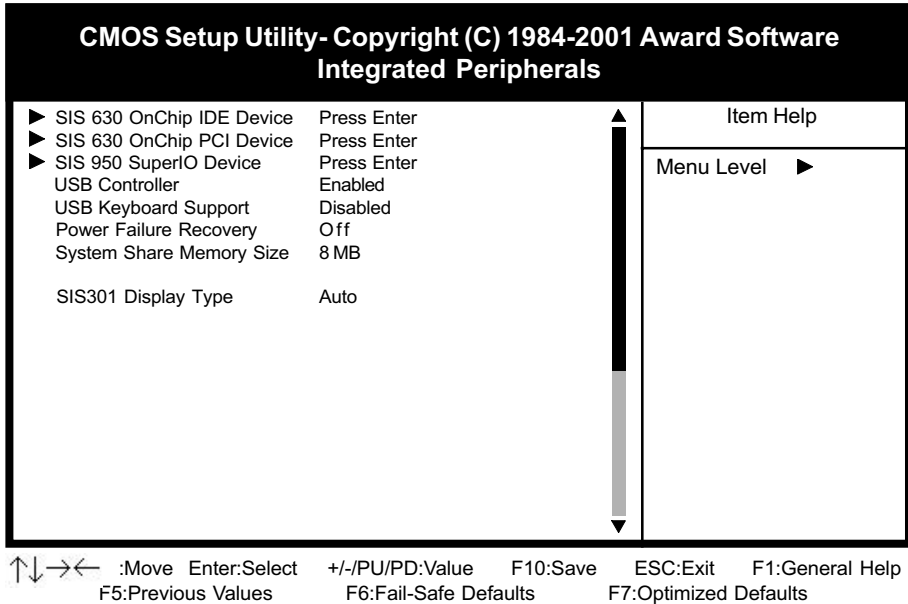 CMOS Setup Utility- Copyright (C) 1984-2001 Award Software
Integrated Peripherals
▶ SIS 630 OnChip IDE Device Press Enter
▶ SIS 630 OnChip PCI Device Press Enter
▶ SIS 950 SuperIO Device Press Enter
USB Controller Enabled
USB Keyboard Support Disabled
Power Failure Recovery Off
System Share Memory Size 8 MB
SIS301 Display Type Auto
Item Help
Menu Level ▶
↑↓→← :Move Enter:Select +/-/PU/PD:Value F10:Save ESC:Exit F1:General Help
F5:Previous Values F6:Fail-Safe Defaults F7:Optimized Defaults